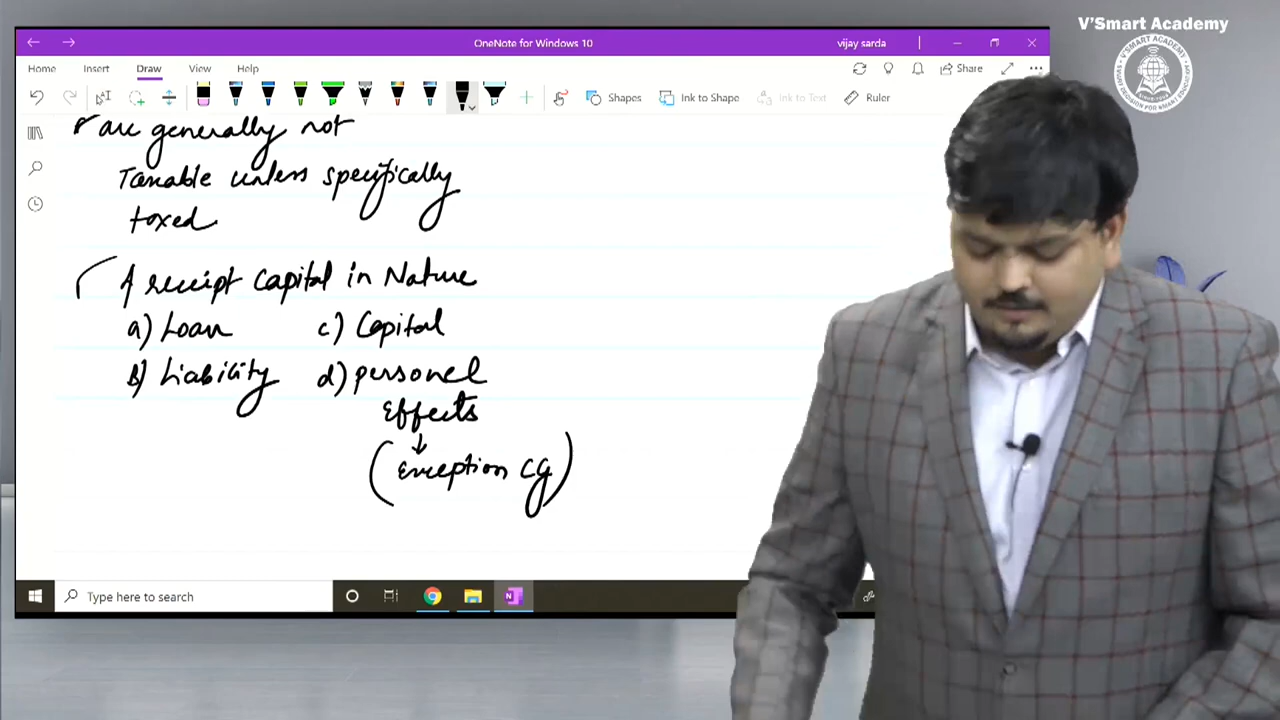 V'Smart Academy
OneNote for Windows 10
vijay sarda
Home Insert Draw View Help
Share
Shapes Ink to Shape Ink to Text Ruler
are generally not
Taxable unless specifically
taxed
A receipt capital in Nature
a) Loan c) Capital
b) Liability d) personel
Effects
(Exception CG)
Type here to search